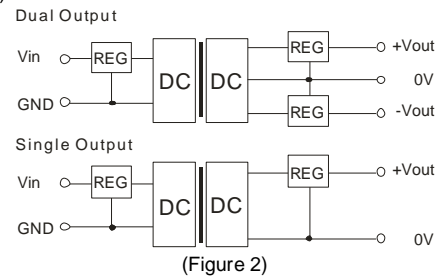 Dual Output
Vin REG DC DC REG +Vout
0V
GND REG -Vout
Single Output
Vin REG DC DC REG +Vout
GND 0V
(Figure 2)